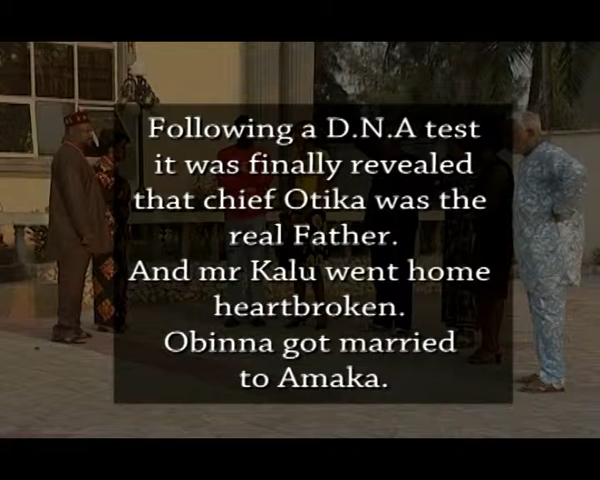 Following a D.N.A test
it was finally revealed
that chief Otika was the
real Father.
And mr Kalu went home
heartbroken.
Obinna got married
to Amaka.